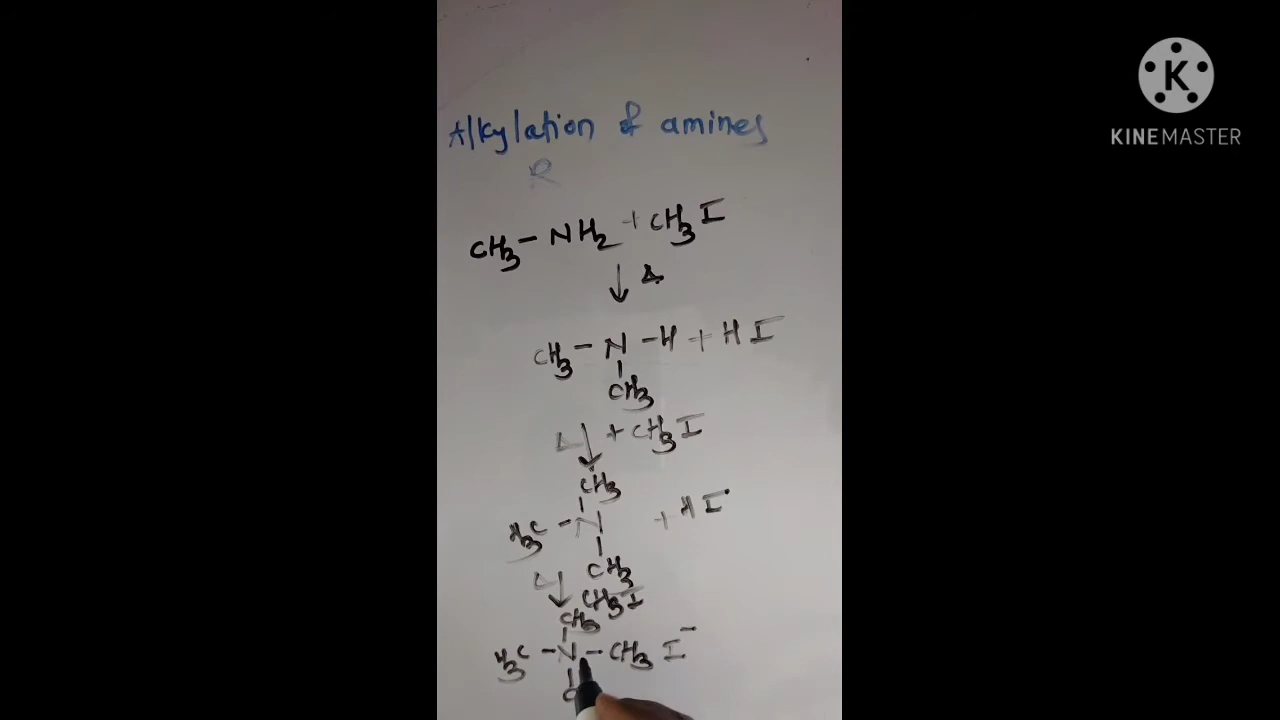 Alkylation of amines
R
CH3 - NH2 + CH3I
↓ Δ
CH3 - N - H + HI
CH3
Δ ↓ + CH3I
CH3
H3C - N + HI
CH3
Δ ↓ CH3I
CH3
H3C - N - CH3 I-
C
K
KINEMASTER